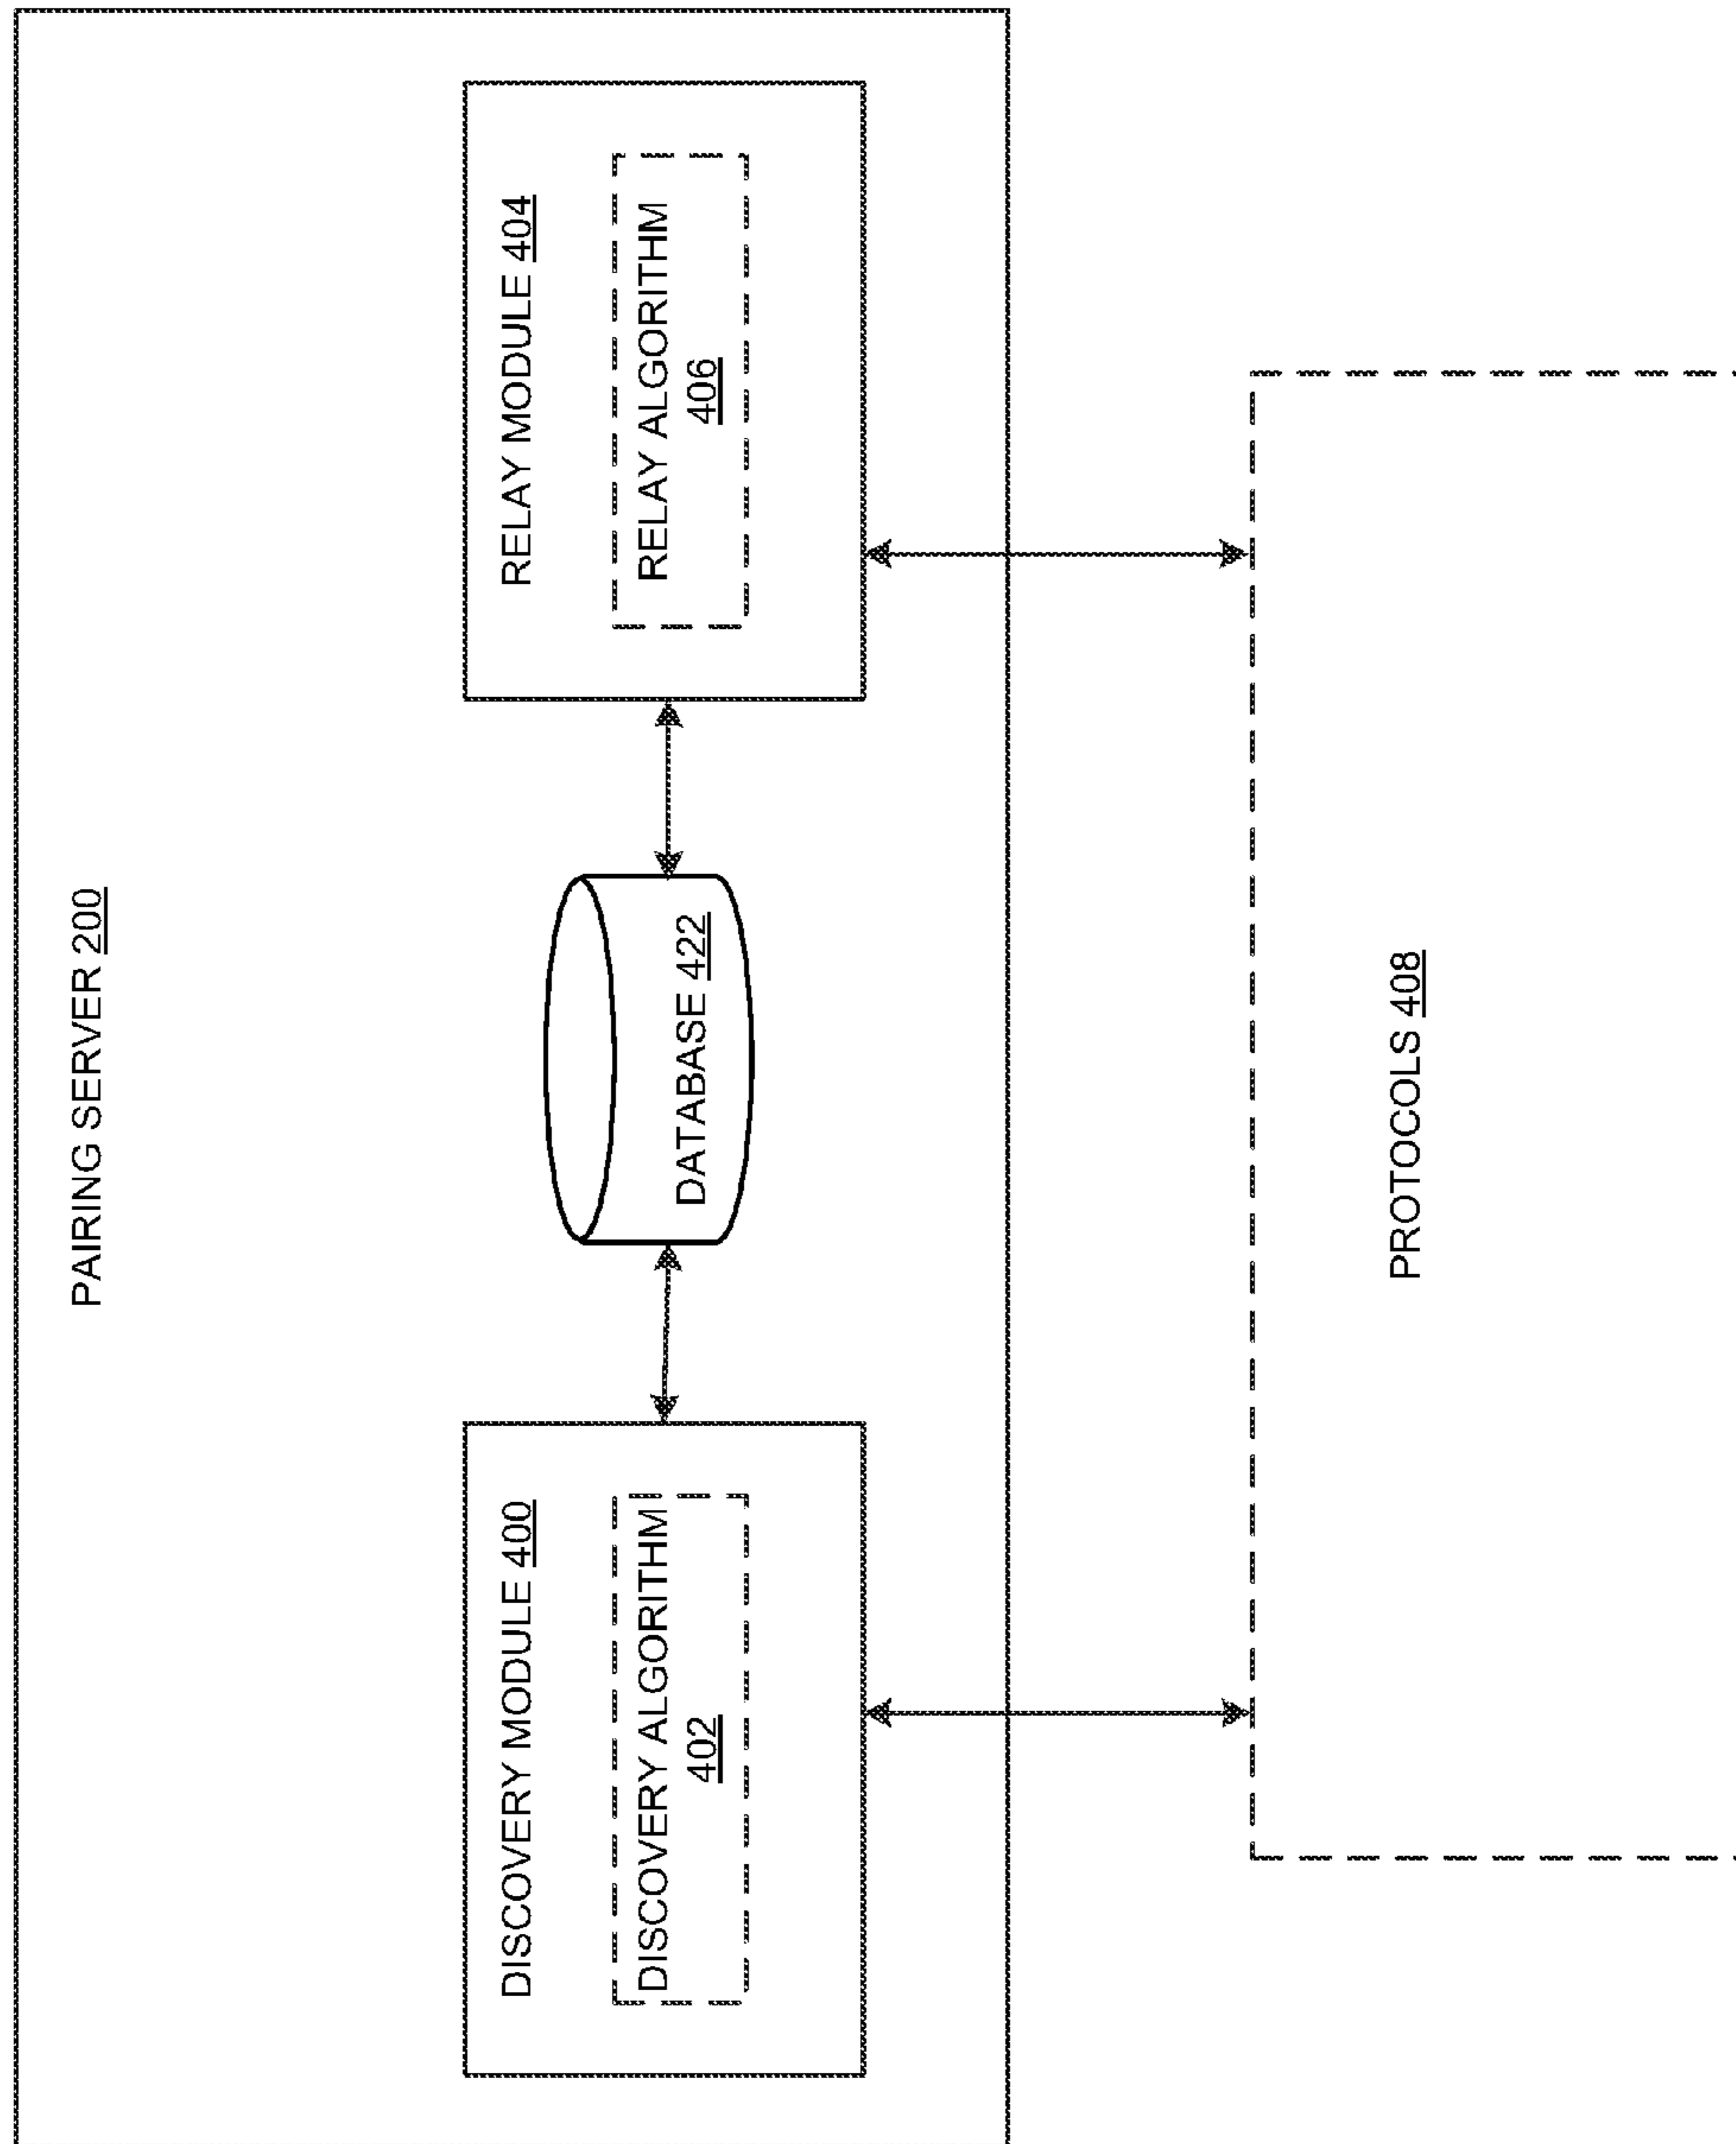 PAIRING SERVER 200
DISCOVERY MODULE 400
DISCOVERY ALGORITHM
402
DATABASE 422
RELAY MODULE 404
RELAY ALGORITHM
406
PROTOCOLS 408